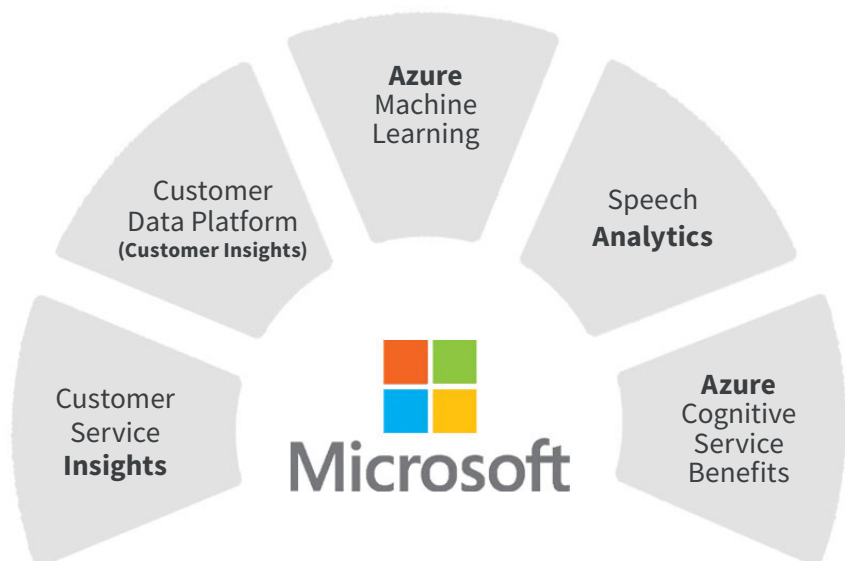 Customer
Service
Insights
Customer
Data Platform
(Customer Insights)
Azure
Machine
Learning
Speech
Analytics
Azure
Cognitive
Service
Benefits
Microsoft